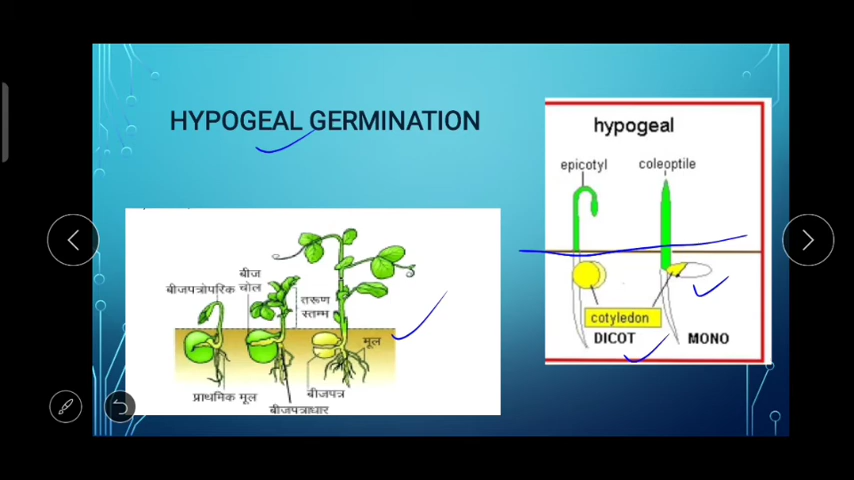 HYPOGEAL GERMINATION
hypogeal
epicotyl
coleoptile
cotyledon
DICOT
MONO
बीजपत्रोपरिक
बीज
चोल
तरूण
स्तम्भ
मूल
प्राथमिक मूल
बीजपत्र
बीजपत्राधार